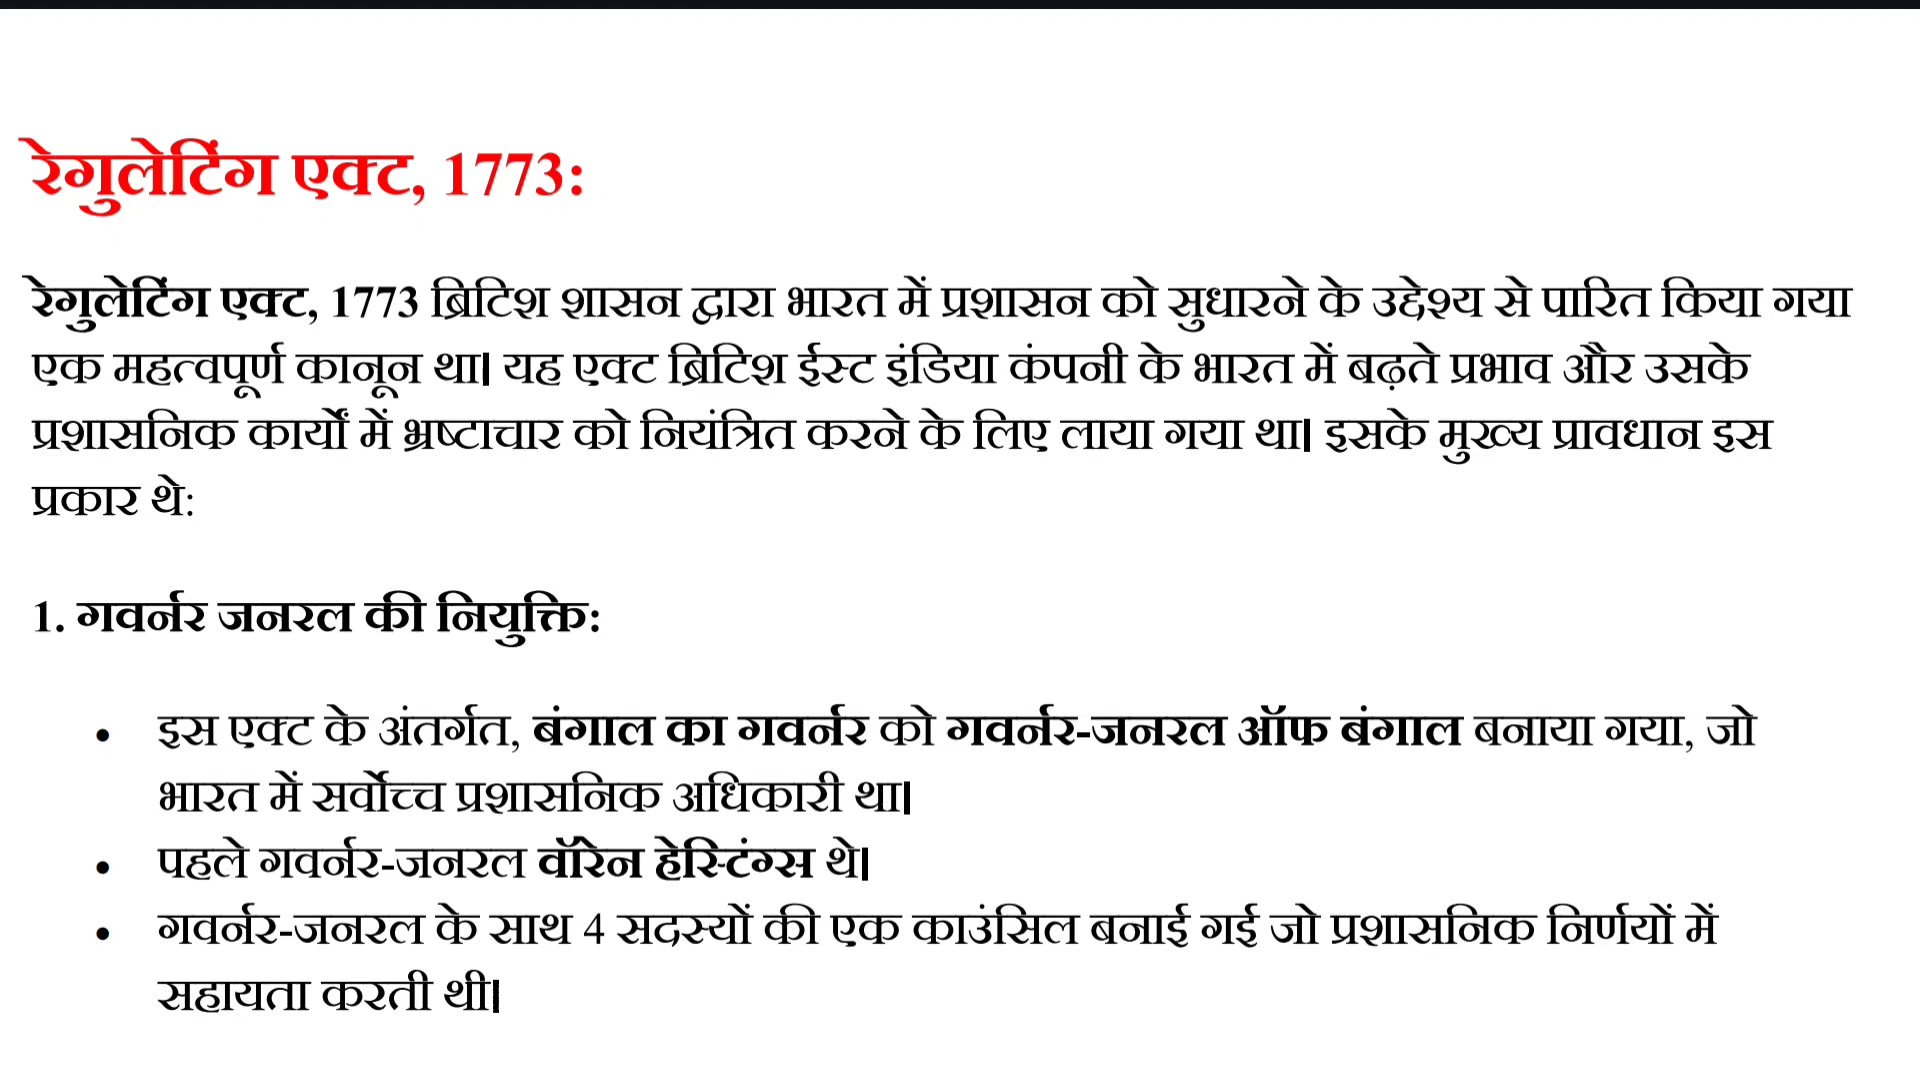 रेगुलेटिंग एक्ट, 1773:
रेगुलेटिंग एक्ट, 1773 ब्रिटिश शासन द्वारा भारत में प्रशासन को सुधारने के उद्देश्य से पारित किया गया
एक महत्वपूर्ण कानून था। यह एक्ट ब्रिटिश ईस्ट इंडिया कंपनी के भारत में बढ़ते प्रभाव और उसके
प्रशासनिक कार्यों में भ्रष्टाचार को नियंत्रित करने के लिए लाया गया था। इसके मुख्य प्रावधान इस
प्रकार थे:
1. गवर्नर जनरल की नियुक्ति:
• इस एक्ट के अंतर्गत, बंगाल का गवर्नर को गवर्नर-जनरल ऑफ बंगाल बनाया गया, जो
भारत में सर्वोच्च प्रशासनिक अधिकारी था।
• पहले गवर्नर-जनरल वॉरेन हेस्टिंग्स थे।
• गवर्नर-जनरल के साथ 4 सदस्यों की एक काउंसिल बनाई गई जो प्रशासनिक निर्णयों में
सहायता करती थी।